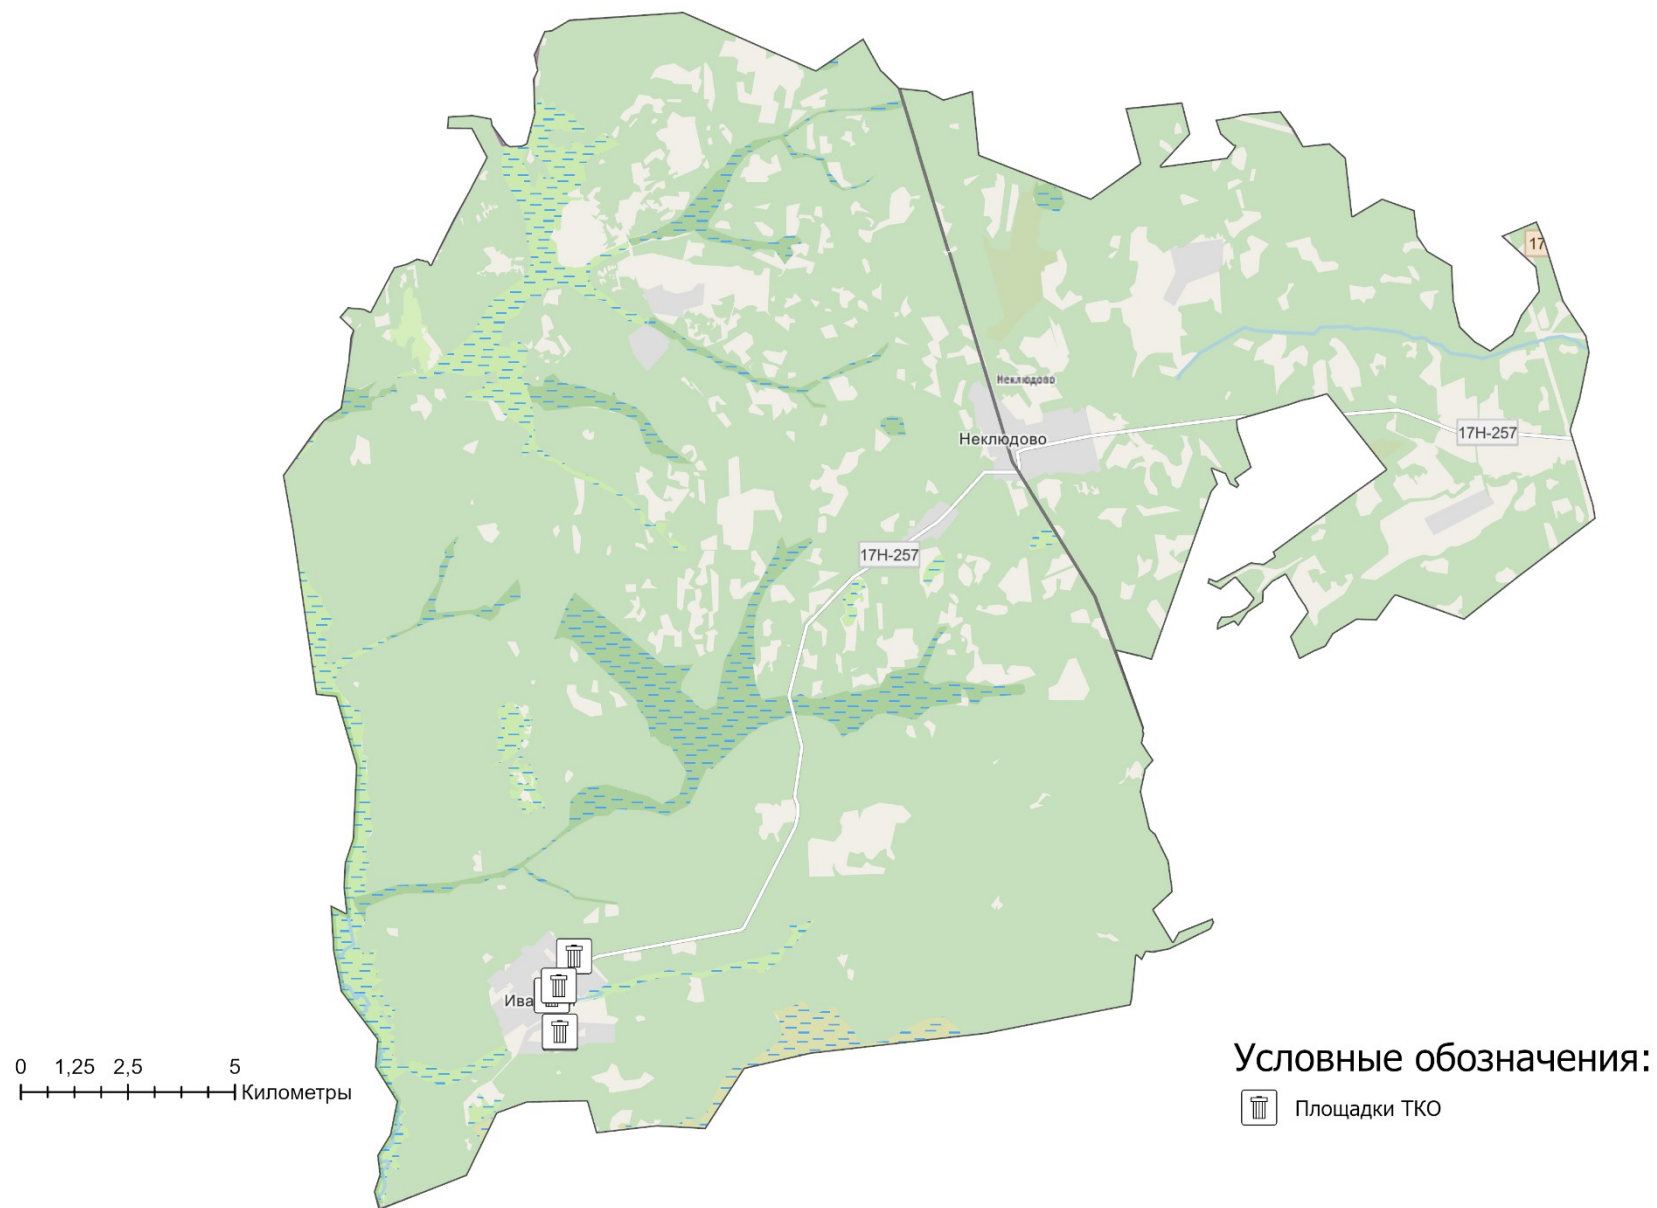 17
Неклюдово
Неклюдово
17Н-257
17Н-257
Ива
0 1,25 2,5 5
Километры
Условные обозначения:
Площадки ТКО